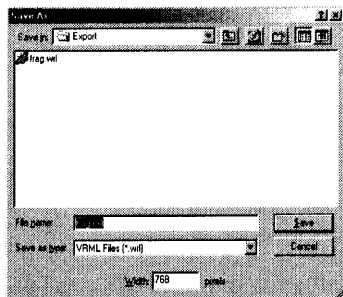 Save As
Save in: Export
frag.wrl
File name:
Save
Save as type: VRML Files (*.wrl)
Cancel
Width: 768 pixels